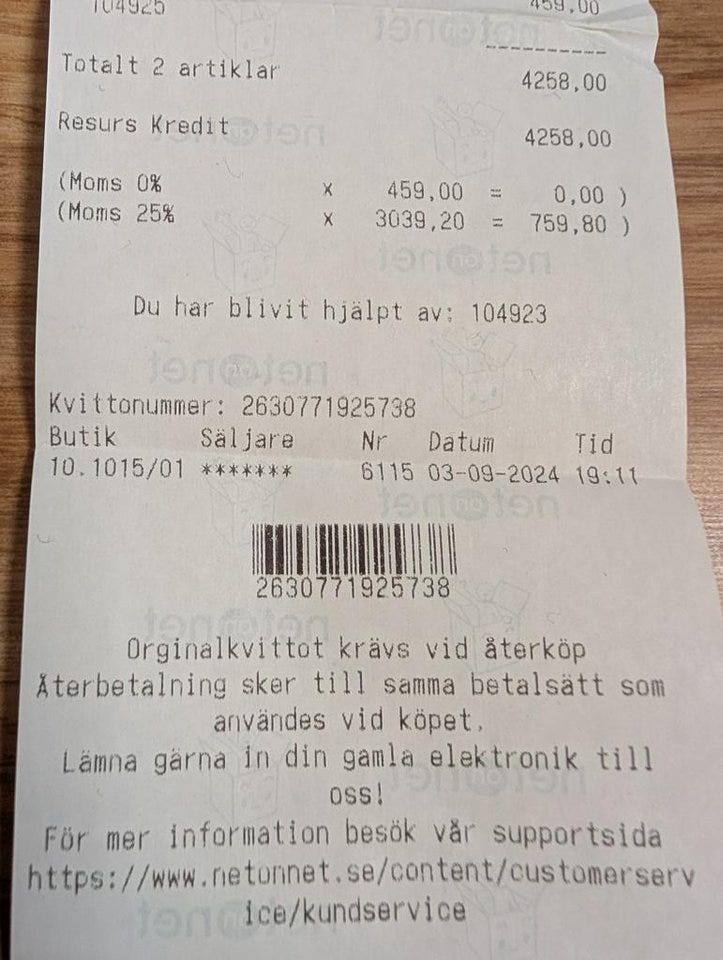 104925 459,00
Totalt 2 artiklar 4258,00
Resurs Kredit 4258,00
(Moms 0% x 459,00 = 0,00 )
(Moms 25% x 3039,20 = 759,80 )
Du har blivit hjälpt av: 104923
Kvittonummer: 2630771925738
Butik Säljare Nr Datum Tid
10.1015/01 ******* 6115 03-09-2024 19:11
2630771925738
Orginalkvittot krävs vid återköp
Återbetalning sker till samma betalsätt som
användes vid köpet.
Lämna gärna in din gamla elektronik till
oss!
För mer information besök vår supportsida
https://www.netonnet.se/content/customerserv
ice/kundservice